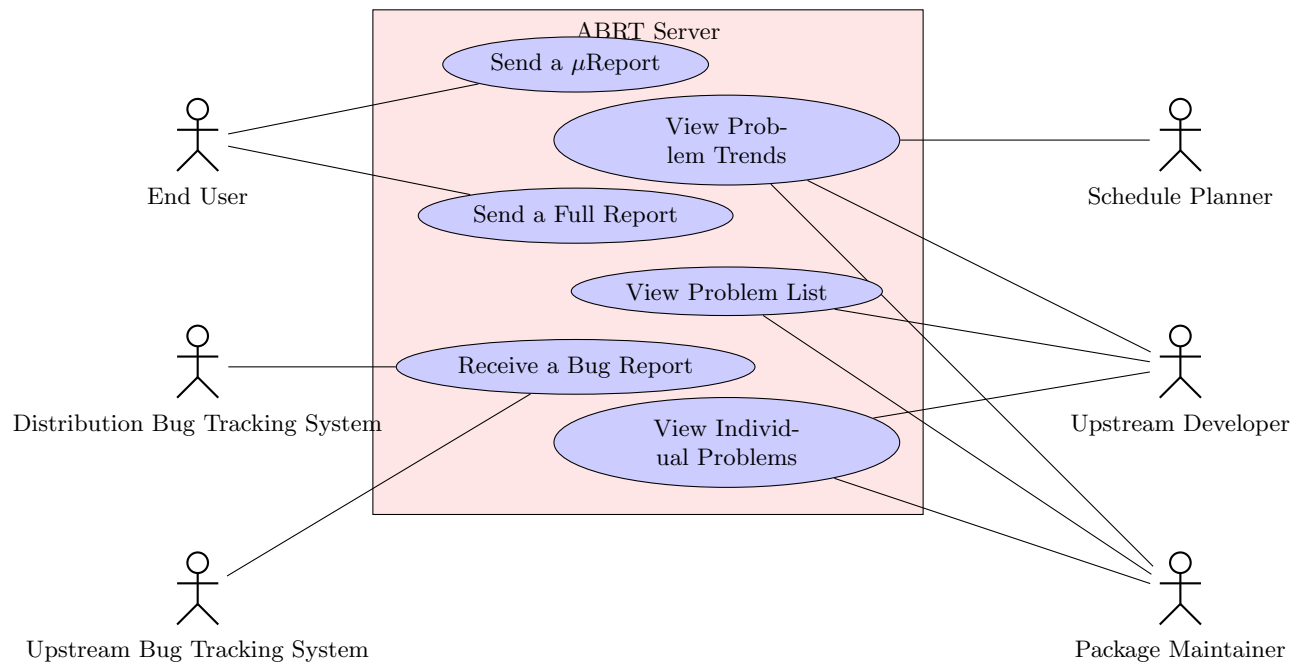 ABRT Server
Send a μReport
View Prob-
lem Trends
End User
Schedule Planner
Send a Full Report
View Problem List
Receive a Bug Report
Distribution Bug Tracking System
Upstream Developer
View Individ-
ual Problems
Upstream Bug Tracking System
Package Maintainer